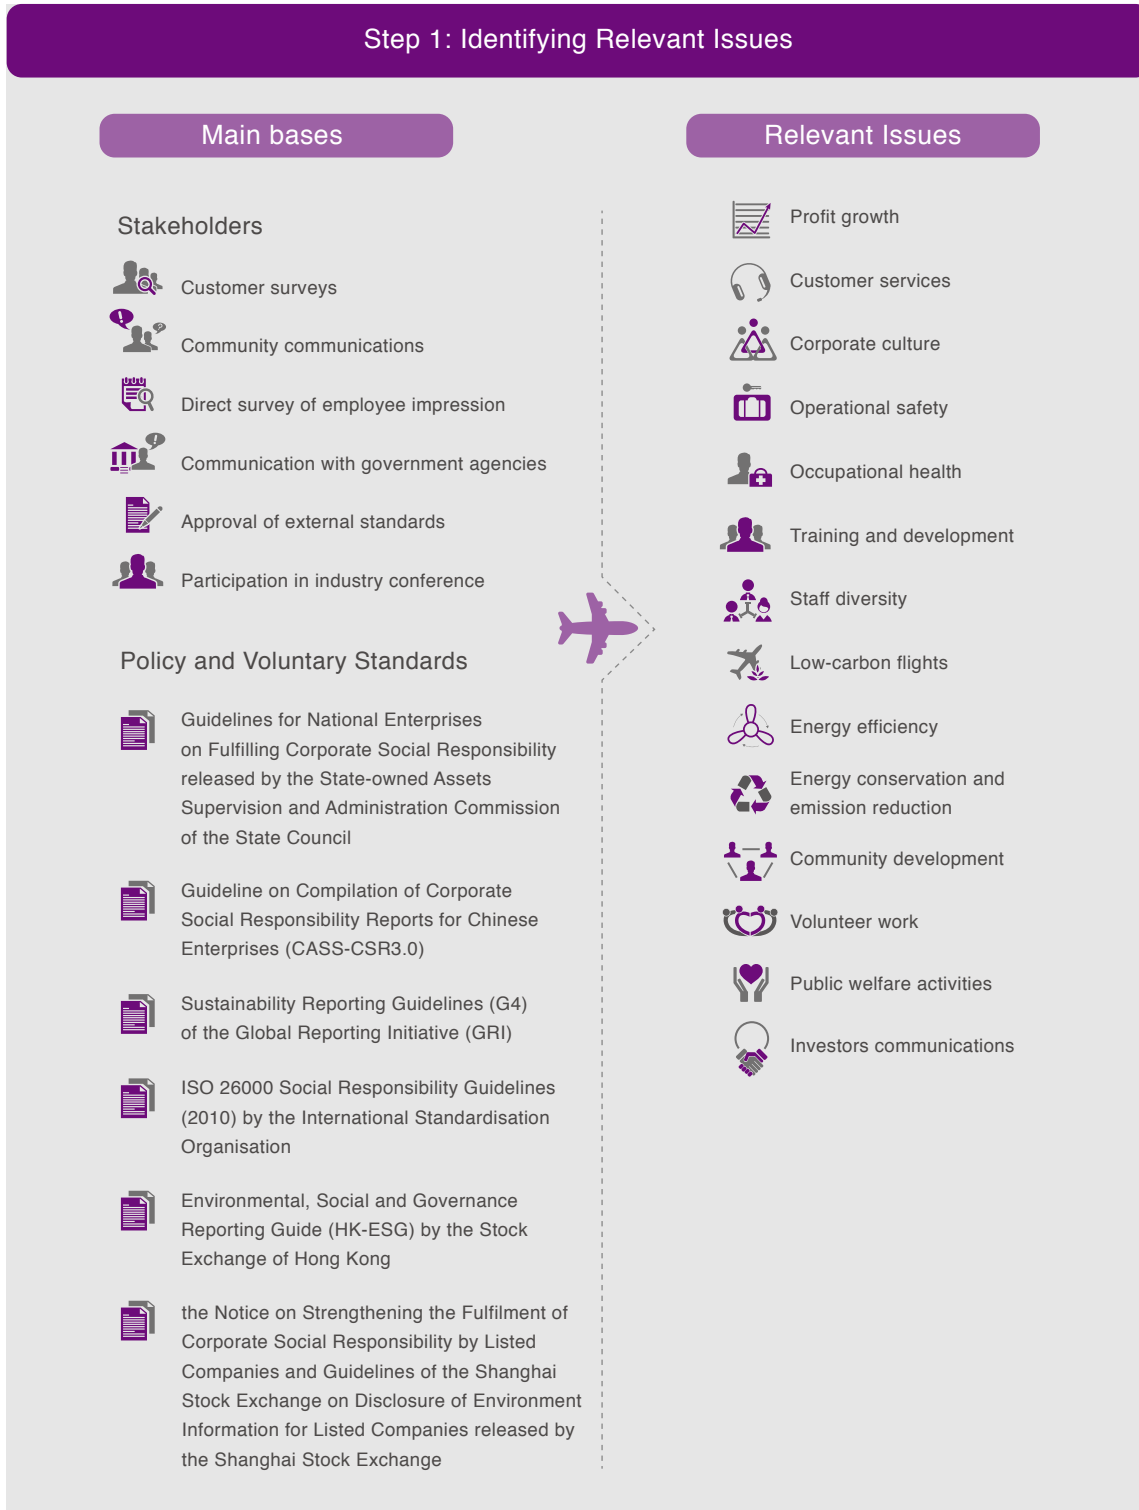 Step 1: Identifying Relevant Issues
Main bases
Stakeholders
Customer surveys
Community communications
Direct survey of employee impression
Communication with government agencies
Approval of external standards
Participation in industry conference
Policy and Voluntary Standards
Guidelines for National Enterprises
on Fulfilling Corporate Social Responsibility
released by the State-owned Assets
Supervision and Administration Commission
of the State Council
Guideline on Compilation of Corporate
Social Responsibility Reports for Chinese
Enterprises (CASS-CSR3.0)
Sustainability Reporting Guidelines (G4)
of the Global Reporting Initiative (GRI)
ISO 26000 Social Responsibility Guidelines
(2010) by the International Standardisation
Organisation
Environmental, Social and Governance
Reporting Guide (HK-ESG) by the Stock
Exchange of Hong Kong
the Notice on Strengthening the Fulfilment of
Corporate Social Responsibility by Listed
Companies and Guidelines of the Shanghai
Stock Exchange on Disclosure of Environment
Information for Listed Companies released by
the Shanghai Stock Exchange
Relevant Issues
Profit growth
Customer services
Corporate culture
Operational safety
Occupational health
Training and development
Staff diversity
Low-carbon flights
Energy efficiency
Energy conservation and
emission reduction
Community development
Volunteer work
Public welfare activities
Investors communications